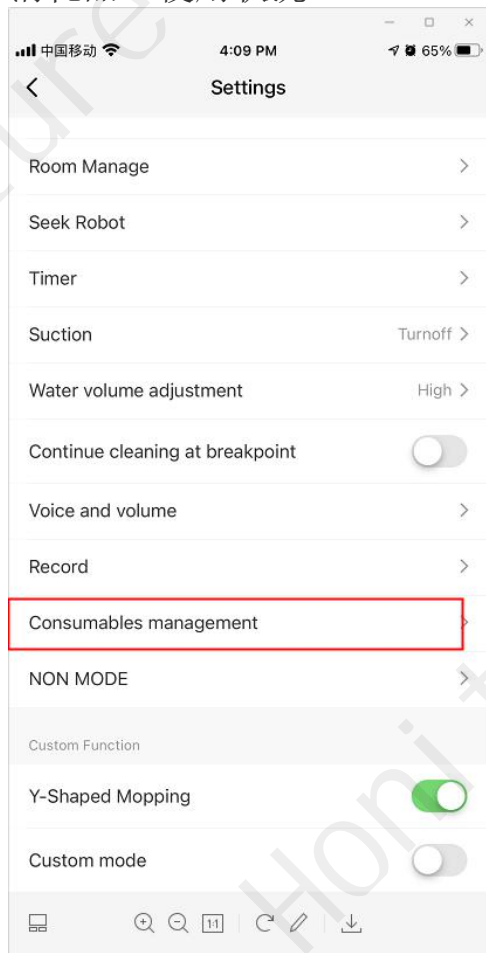 中国移动 4:09 PM 65%
Settings
Room Manage
Seek Robot
Timer
Suction Turnoff
Water volume adjustment High
Continue cleaning at breakpoint
Voice and volume
Record
Consumables management
NON MODE
Custom Function
Y-Shaped Mopping
Custom mode
1:1